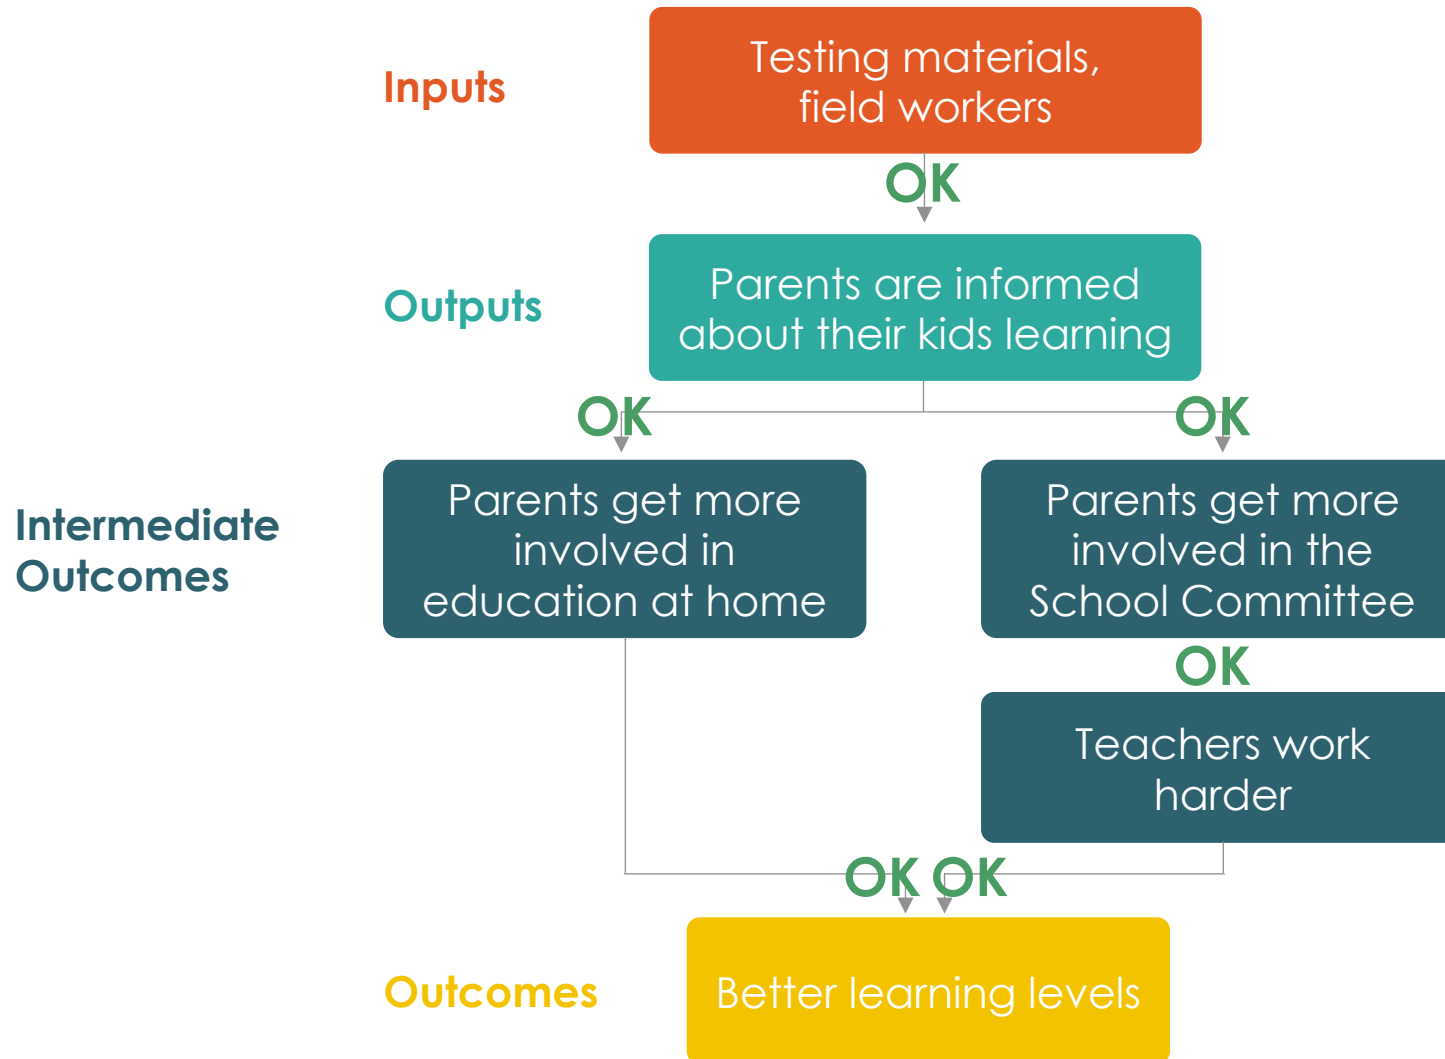 Inputs
Testing materials,
field workers
OK
Outputs
Parents are informed
about their kids learning
OK
OK
Intermediate
Outcomes
Parents get more
involved in
education at home
Parents get more
involved in the
School Committee
OK
Teachers work
harder
OK
OK
Outcomes
Better learning levels